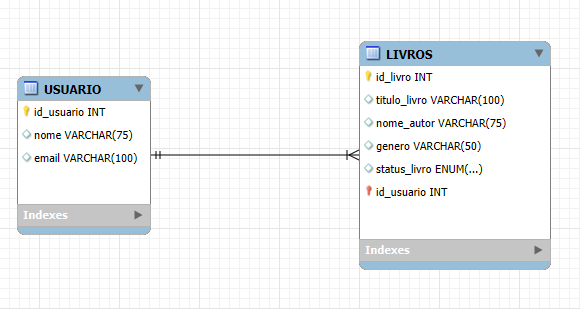 USUARIO
id_usuario INT
nome VARCHAR(75)
email VARCHAR(100)
Indexes
LIVROS
id_livro INT
titulo_livro VARCHAR(100)
nome_autor VARCHAR(75)
genero VARCHAR(50)
status_livro ENUM(...)
id_usuario INT
Indexes